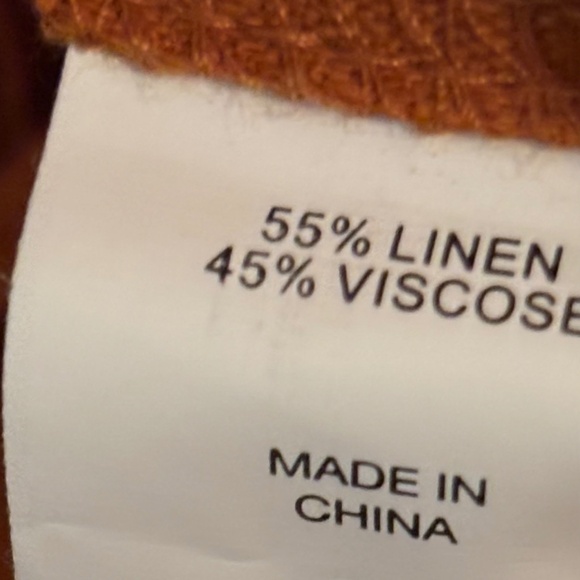 55% LINEN
45% VISCOSE
MADE IN
CHINA